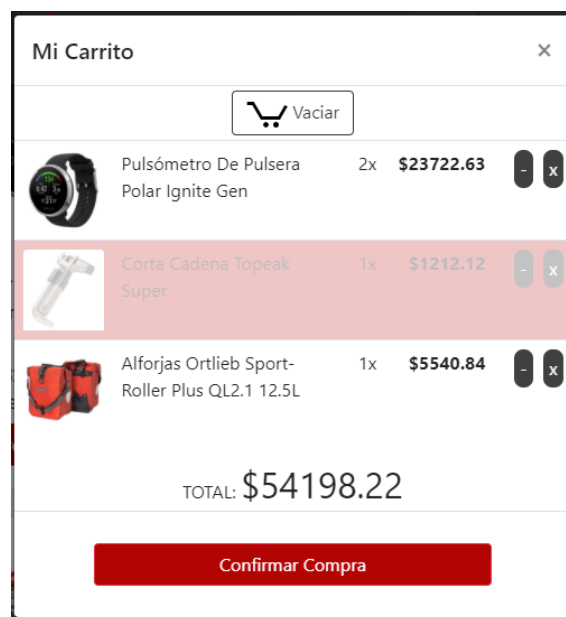 Mi Carrito ×
Vaciar
Pulsómetro De Pulsera 2x $23722.63 - x
Polar Ignite Gen
Corta Cadena Topeak 1x $1212.12 - x
Super
Alforjas Ortlieb Sport- 1x $5540.84 - x
Roller Plus QL2.1 12.5L
TOTAL: $54198.22
Confirmar Compra